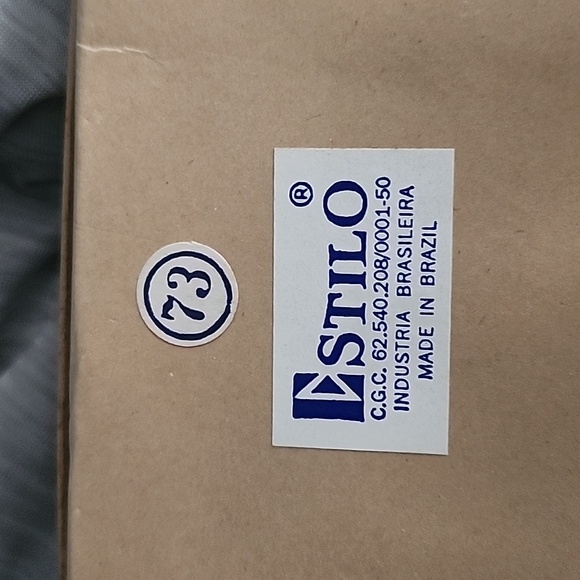 73
ESTILO ®
C.G.C. 62.540.208/0001-50
INDUSTRIA BRASILEIRA
MADE IN BRAZIL